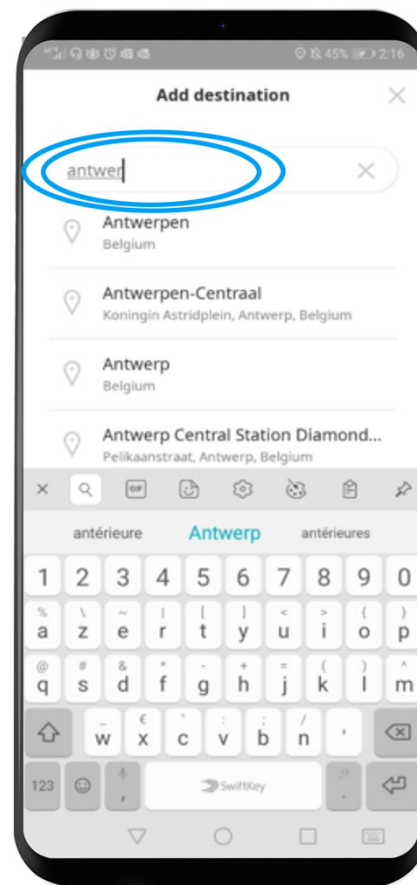 45% 2:16
Add destination
antwer
Antwerpen
Belgium
Antwerpen-Centraal
Koningin Astridplein, Antwerp, Belgium
Antwerp
Belgium
Antwerp Central Station Diamond...
Pelikaanstraat, Antwerp, Belgium
GIF
antérieure Antwerp antérieures
1 2 3 4 5 6 7 8 9 0
% \ ~ | [ ] < > { }
a z e r t y u i o p
@ # & * - + = ( ) ^
q s d f g h j k l m
_ € " : ; /
w x c v b n '
123 , SwiftKey .